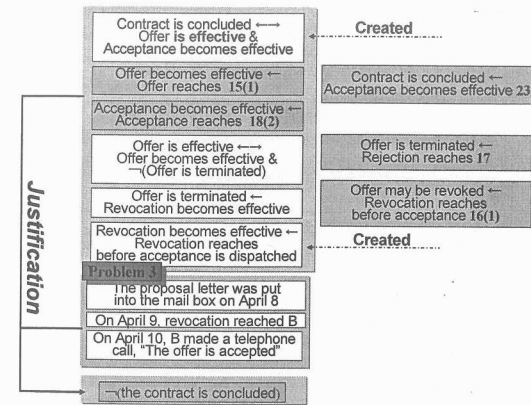 Contract is concluded ←→
Offer is effective &
Acceptance becomes effective
Created
Offer becomes effective ←
Offer reaches 15(1)
Contract is concluded ←
Acceptance becomes effective 23
Acceptance becomes effective ←
Acceptance reaches 18(2)
Offer is effective ←→
Offer becomes effective &
¬(Offer is terminated)
Offer is terminated ←
Rejection reaches 17
Offer is terminated ←
Revocation becomes effective
Offer may be revoked ←
Revocation reaches
before acceptance 16(1)
Revocation becomes effective ←
Revocation reaches
before acceptance is dispatched
Created
Justification
Problem 3
The proposal letter was put
into the mail box on April 8
On April 9, revocation reached B
On April 10, B made a telephone
call, "The offer is accepted"
¬(the contract is concluded)